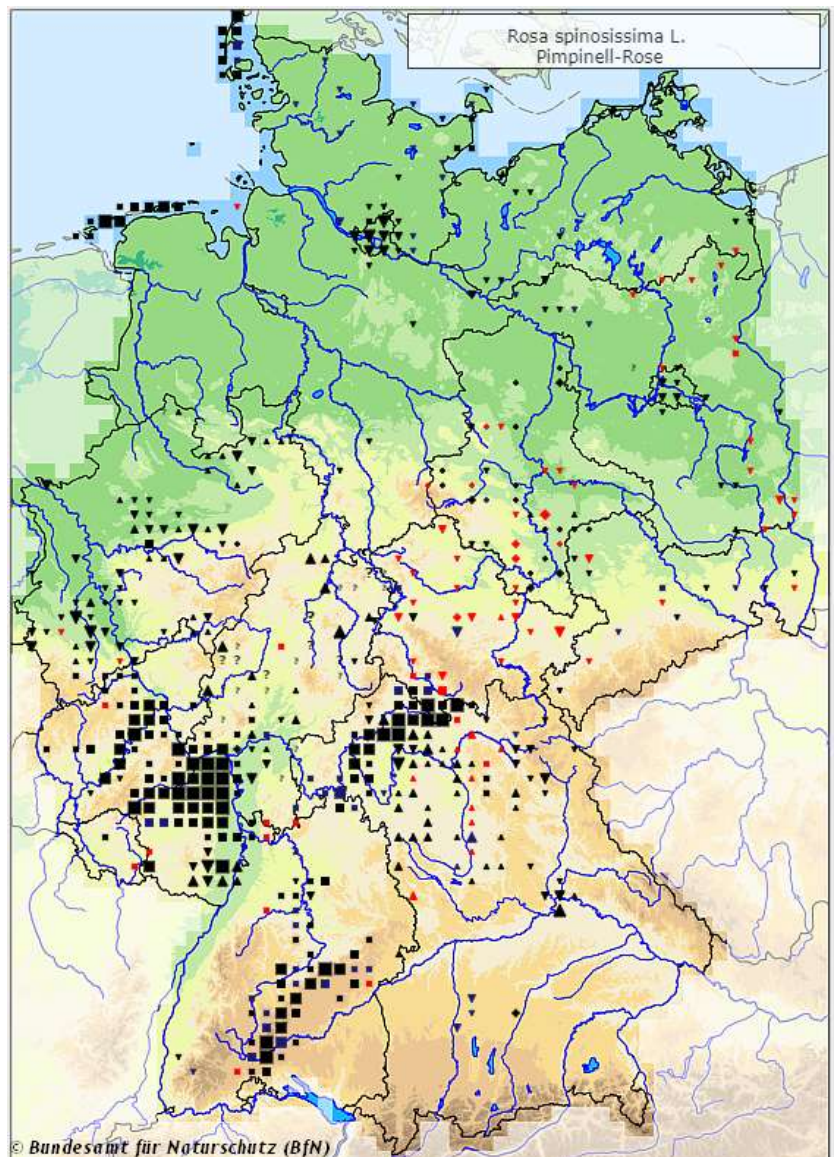 Rosa spinosissima L.
Pimpinell-Rose
© Bundesamt für Naturschutz (BfN)